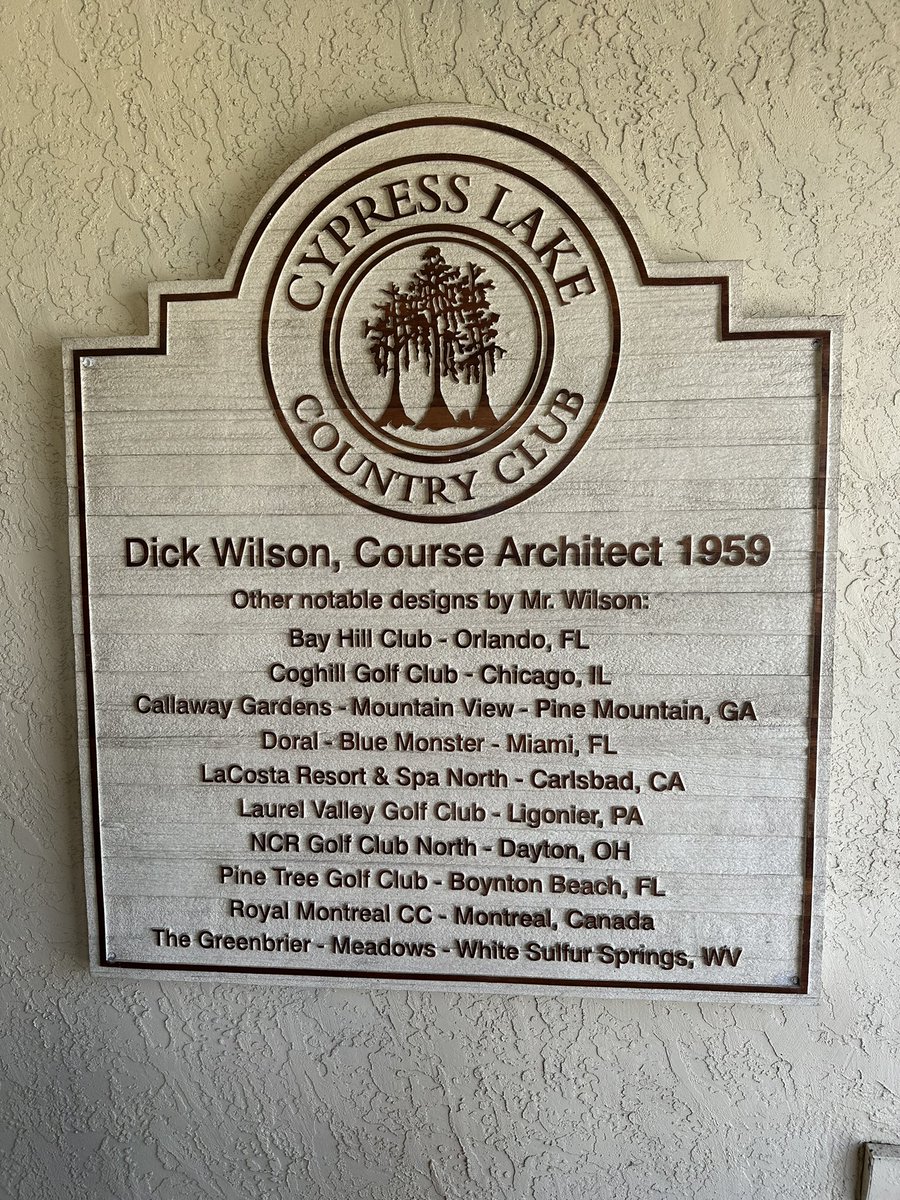 CYPRESS LAKE
COUNTRY CLUB
Dick Wilson, Course Architect 1959
Other notable designs by Mr. Wilson:
Bay Hill Club - Orlando, FL
Coghill Golf Club - Chicago, IL
Callaway Gardens - Mountain View - Pine Mountain, GA
Doral - Blue Monster - Miami, FL
LaCosta Resort & Spa North - Carlsbad, CA
Laurel Valley Golf Club - Ligonier, PA
NCR Golf Club North - Dayton, OH
Pine Tree Golf Club - Boynton Beach, FL
Royal Montreal CC - Montreal, Canada
The Greenbrier - Meadows - White Sulfur Springs, WV